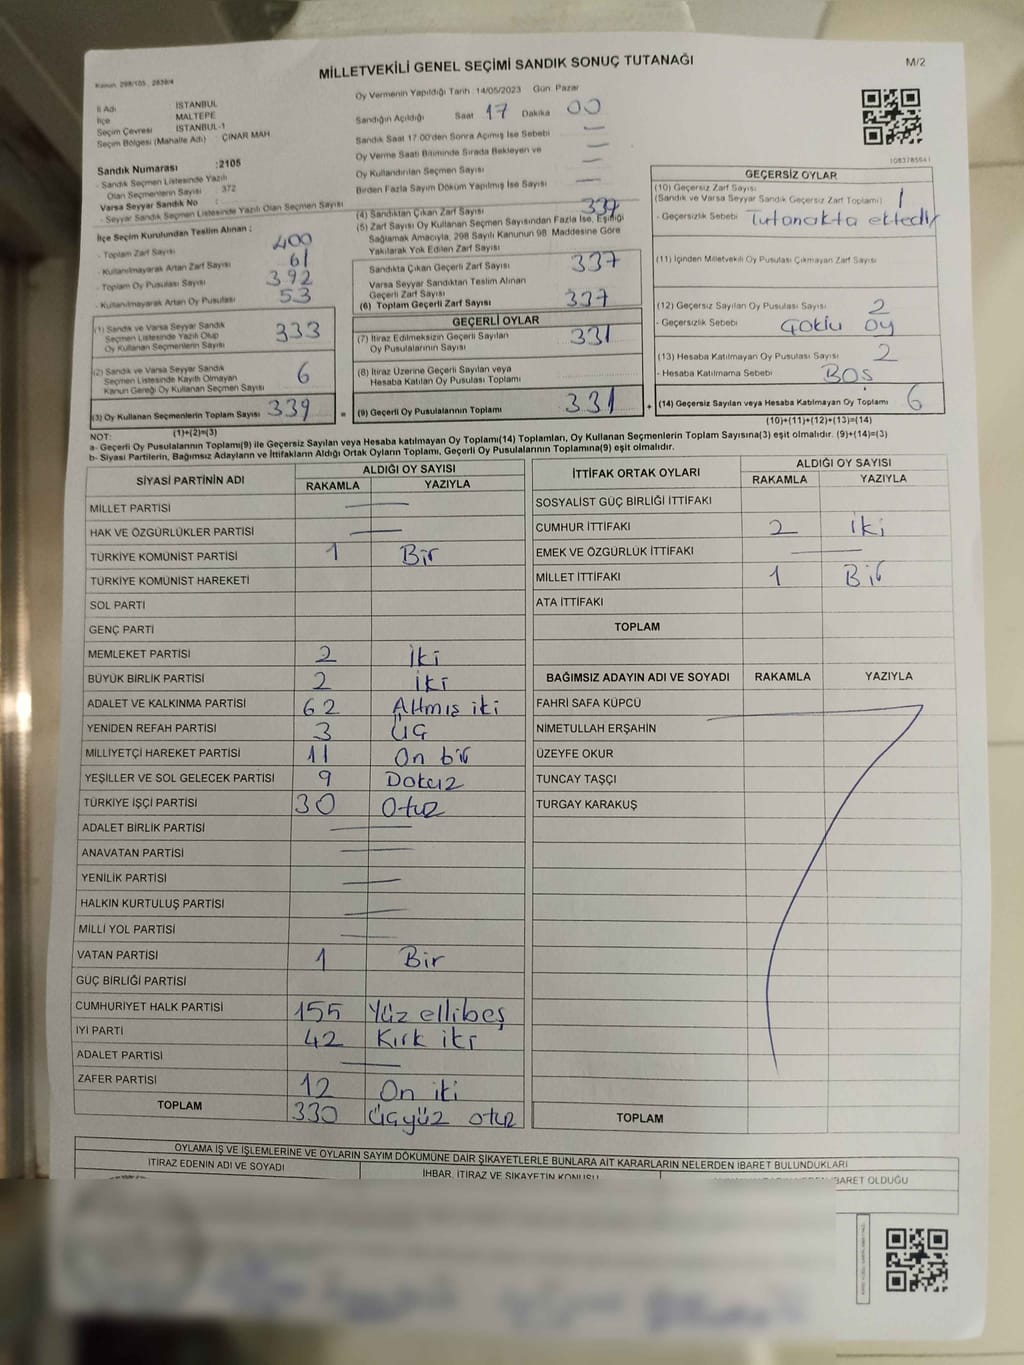 MİLLETVEKİLİ GENEL SEÇİMİ SANDIK SONUÇ TUTANAĞI
M/2
Kanun: 298/105, 2839/4
İl Adı : İSTANBUL
İlçe : MALTEPE
Seçim Çevresi : İSTANBUL-1
Seçim Bölgesi (Mahalle Adı) : ÇINAR MAH
Sandık Numarası :2105
- Sandık Seçmen Listesinde Yazılı
Olan Seçmenlerin Sayısı : 372
Varsa Seyyar Sandık No :
- Seyyar Sandık Seçmen Listesinde Yazılı Olan Seçmen Sayısı
Oy Vermenin Yapıldığı Tarih :14/05/2023 Gün: Pazar
Sandığın Açıldığı Saat 17 Dakika 00
Sandık Saat 17:00'den Sonra Açılmış İse Sebebi —
Oy Verme Saati Bitiminde Sırada Bekleyen ve
Oy Kullandırılan Seçmen Sayısı —
Birden Fazla Sayım Döküm Yapılmış İse Sayısı —
1083785941
İlçe Seçim Kurulundan Teslim Alınan :
- Toplam Zarf Sayısı 400
- Kullanılmayarak Artan Zarf Sayısı 61
- Toplam Oy Pusulası Sayısı 392
- Kullanılmayarak Artan Oy Pusulası 53
(1) Sandık ve Varsa Seyyar Sandık
Seçmen Listesinde Yazılı Olup
Oy Kullanan Seçmenlerin Sayısı 333
(2) Sandık ve Varsa Seyyar Sandık
Seçmen Listesinde Kayıtlı Olmayan
Kanun Gereği Oy Kullanan Seçmen Sayısı 6
(3) Oy Kullanan Seçmenlerin Toplam Sayısı 339
(1)+(2)=(3)
(4) Sandıktan Çıkan Zarf Sayısı
(5) Zarf Sayısı Oy Kullanan Seçmen Sayısından Fazla İse, Eşitliği
Sağlamak Amacıyla, 298 Sayılı Kanunun 98. Maddesine Göre
Yakılarak Yok Edilen Zarf Sayısı
Sandıkta Çıkan Geçerli Zarf Sayısı 337
Varsa Seyyar Sandıktan Teslim Alınan
Geçerli Zarf Sayısı
(6) Toplam Geçerli Zarf Sayısı 337
GEÇERLİ OYLAR
(7) İtiraz Edilmeksizin Geçerli Sayılan
Oy Pusulalarının Sayısı 331
(8) İtiraz Üzerine Geçerli Sayılan veya
Hesaba Katılan Oy Pusulası Toplamı
= (9) Geçerli Oy Pusulalarının Toplamı 331 +
GEÇERSİZ OYLAR
(10) Geçersiz Zarf Sayısı
(Sandık ve Varsa Seyyar Sandık Geçersiz Zarf Toplamı) 1
- Geçersizlik Sebebi Tutanakta
(11) İçinden Milletvekili Oy Pusulası Çıkmayan Zarf Sayısı
(12) Geçersiz Sayılan Oy Pusulası Sayısı 2
- Geçersizlik Sebebi Çoklu oy
(13) Hesaba Katılmayan Oy Pusulası Sayısı 2
- Hesaba Katılmama Sebebi BOŞ
(14) Geçersiz Sayılan veya Hesaba Katılmayan Oy Toplamı 6
(10)+(11)+(12)+(13)=(14)
NOT:
a- Geçerli Oy Pusulalarının Toplamı(9) ile Geçersiz Sayılan veya Hesaba katılmayan Oy Toplamı(14) Toplamları, Oy Kullanan Seçmenlerin Toplam Sayısına(3) eşit olmalıdır. (9)+(14)=(3)
b- Siyasi Partilerin, Bağımsız Adayların ve İttifakların Aldığı Ortak Oyların Toplamı, Geçerli Oy Pusulalarının Toplamına(9) eşit olmalıdır.
SİYASİ PARTİNİN ADI ALDIĞI OY SAYISI
RAKAMLA YAZIYLA
MİLLET PARTİSİ —
HAK VE ÖZGÜRLÜKLER PARTİSİ —
TÜRKİYE KOMÜNİST PARTİSİ 1 Bir
TÜRKİYE KOMÜNİST HAREKETİ
SOL PARTİ
GENÇ PARTİ
MEMLEKET PARTİSİ 2 İki
BÜYÜK BİRLİK PARTİSİ 2 İki
ADALET VE KALKINMA PARTİSİ 62 Altmış iki
YENİDEN REFAH PARTİSİ 3 Üç
MİLLİYETÇİ HAREKET PARTİSİ 11 On bir
YEŞİLLER VE SOL GELECEK PARTİSİ 9 Dokuz
TÜRKİYE İŞÇİ PARTİSİ 30 Otuz
ADALET BİRLİK PARTİSİ —
ANAVATAN PARTİSİ —
YENİLİK PARTİSİ —
HALKIN KURTULUŞ PARTİSİ —
MİLLİ YOL PARTİSİ —
VATAN PARTİSİ 1 Bir
GÜÇ BİRLİĞİ PARTİSİ
CUMHURİYET HALK PARTİSİ 155 Yüz ellibeş
İYİ PARTİ 42 Kırk iki
ADALET PARTİSİ —
ZAFER PARTİSİ 12 On iki
TOPLAM 330 Üçyüz otuz
İTTİFAK ORTAK OYLARI ALDIĞI OY SAYISI
RAKAMLA YAZIYLA
SOSYALİST GÜÇ BİRLİĞİ İTTİFAKI
CUMHUR İTTİFAKI 2 İki
EMEK VE ÖZGÜRLÜK İTTİFAKI —
MİLLET İTTİFAKI 1 Bir
ATA İTTİFAKI
TOPLAM
BAĞIMSIZ ADAYIN ADI VE SOYADI RAKAMLA YAZIYLA
FAHRİ SAFA KÜPCÜ
NİMETULLAH ERŞAHİN
ÜZEYFE OKUR
TUNCAY TAŞÇI
TURGAY KARAKUŞ
TOPLAM
OYLAMA İŞ VE İŞLEMLERİNE VE OYLARIN SAYIM DÖKÜMÜNE DAİR ŞİKAYETLERLE BUNLARA AİT KARARLARIN NELERDEN İBARET BULUNDUKLARI
İTİRAZ EDENİN ADI VE SOYADI
İHBAR, İTİRAZ VE ŞİKAYETİN KONUSU
İBARET OLDUĞU